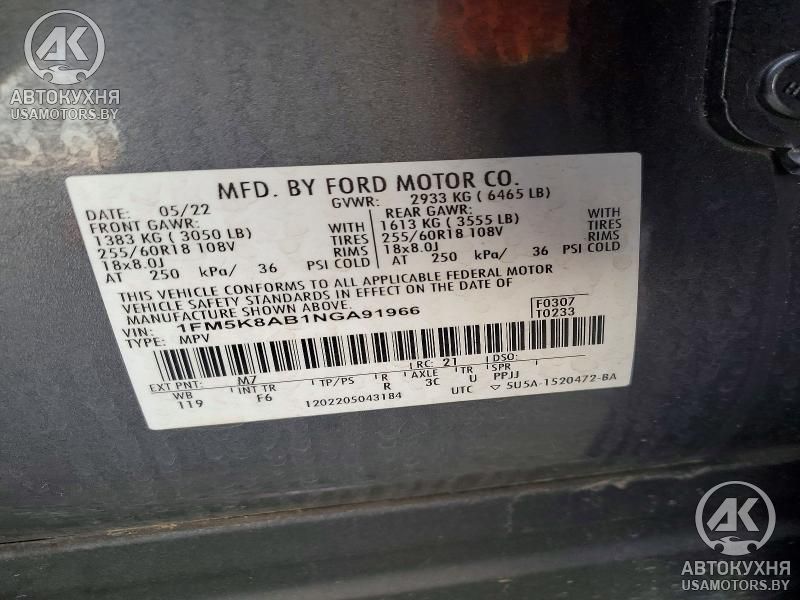 АК
АВТОКУХНЯ
USAMOTORS.BY
MFD. BY FORD MOTOR CO.
DATE: 05/22 GVWR: 2933 KG ( 6465 LB)
FRONT GAWR: REAR GAWR:
1383 KG ( 3050 LB) WITH 1613 KG ( 3555 LB) WITH
255/60R18 108V TIRES 255/60R18 108V TIRES
18x8.0J RIMS 18x8.0J RIMS
AT 250 kPa/ 36 PSI COLD AT 250 kPa/ 36 PSI COLD
THIS VEHICLE CONFORMS TO ALL APPLICABLE FEDERAL MOTOR
VEHICLE SAFETY STANDARDS IN EFFECT ON THE DATE OF
MANUFACTURE SHOWN ABOVE.
VIN: 1FM5K8AB1NGA91966 F0307
TYPE: MPV T0233
EXT PNT: M7 RC: 21 DSO:
WB INT TR TP/PS R AXLE TR SPR
119 F6 R 3C U PPJJ
1202205043184 UTC ▽ 5U5A-1520472-BA
АК
АВТОКУХНЯ
USAMOTORS.BY